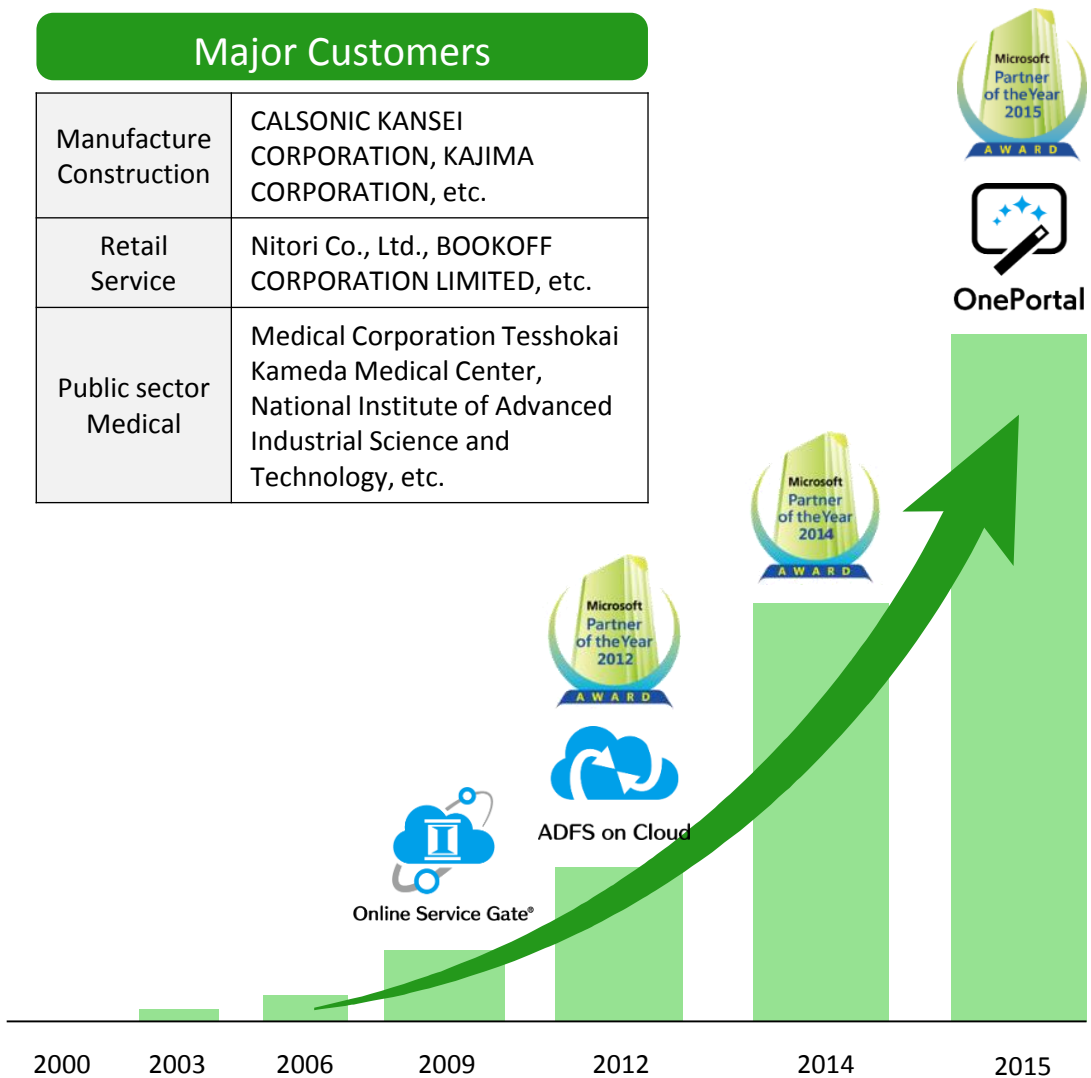 Major Customers
Manufacture
Construction
CALSONIC KANSEI
CORPORATION, KAJIMA
CORPORATION, etc.
Retail
Service
Nitori Co., Ltd., BOOKOFF
CORPORATION LIMITED, etc.
Public sector
Medical
Medical Corporation Tesshokai
Kameda Medical Center,
National Institute of Advanced
Industrial Science and
Technology, etc.
Microsoft
Partner
of the Year
2015
AWARD
OnePortal
Microsoft
Partner
of the Year
2014
AWARD
Microsoft
Partner
of the Year
2012
AWARD
ADFS on Cloud
Online Service Gate®
2000 2003 2006 2009 2012 2014 2015